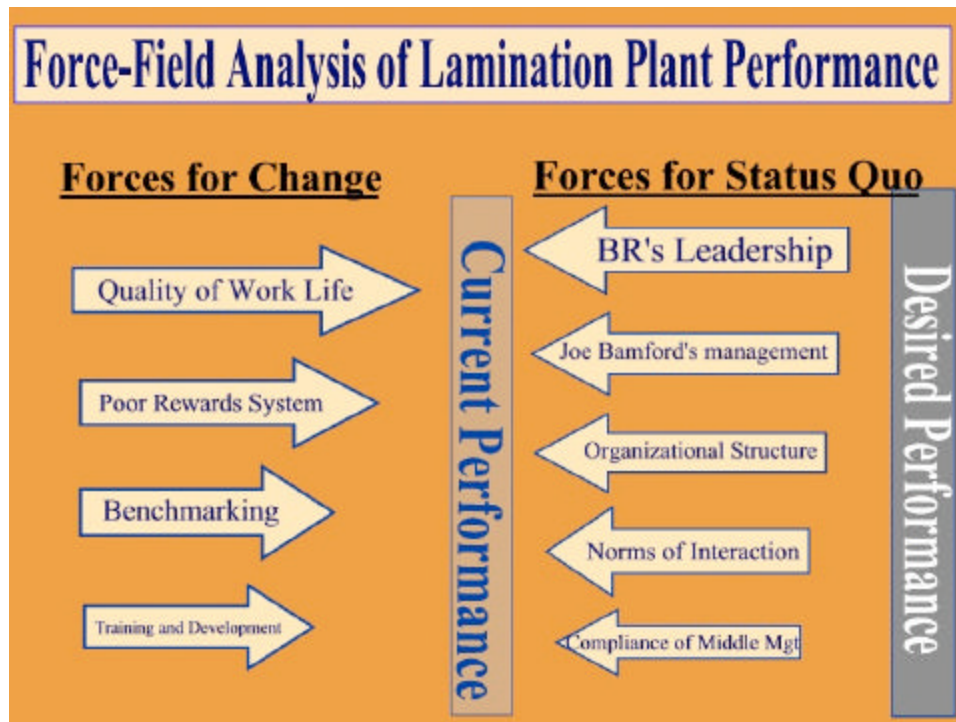 Force-Field Analysis of Lamination Plant Performance
Forces for Change
Quality of Work Life
Poor Rewards System
Benchmarking
Training and Development
Current Performance
Forces for Status Quo
BR's Leadership
Joe Bamford's management
Organizational Structure
Norms of Interaction
Compliance of Middle Mgt
Desired Performance